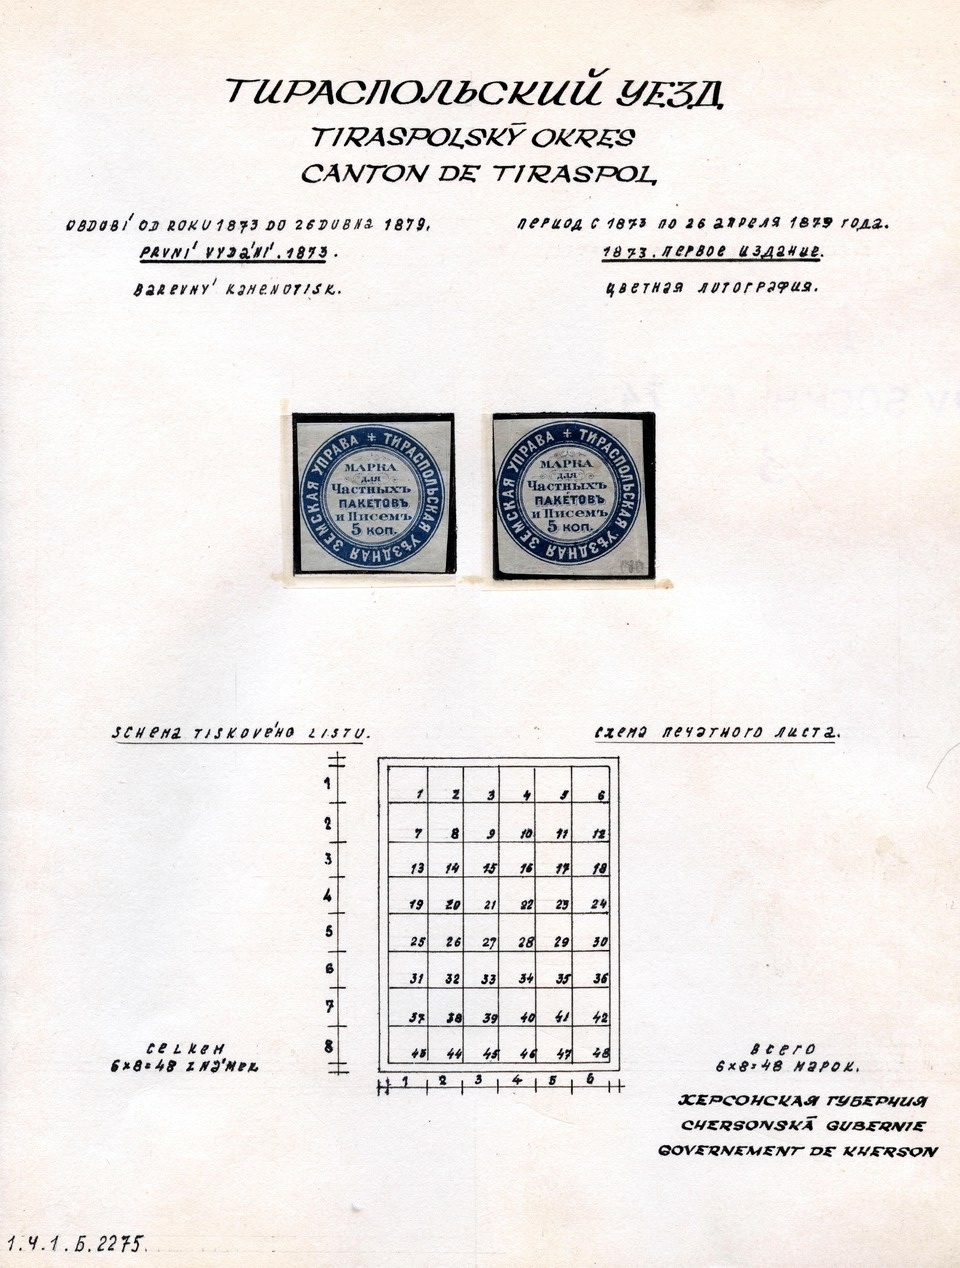 ТИРАСПОЛЬСКИЙ УЕЗД
TIRASPOLSKÝ OKRES
CANTON DE TIRASPOL
OBDOBÍ OD ROKU 1873 DO 26 DUBNA 1879.
ПЕРИОД С 1873 ПО 26 АПРЕЛЯ 1879 ГОДА.
PRVNÍ VYDÁNÍ. 1873.
1873. ПЕРВОЕ ИЗДАНИЕ.
BAREVNÝ KAMENOTISK.
ЦВЕТНАЯ ЛИТОГРАФИЯ.
ЗЕМСКАЯ УПРАВА + ТИРАСПОЛЬСКАЯ УѢЗДНАЯ
МАРКА
для
Частныхъ
ПАКЕТОВЪ
и Писемъ
5 КОП.
ЗЕМСКАЯ УПРАВА + ТИРАСПОЛЬСКАЯ УѢЗДНАЯ
МАРКА
для
Частныхъ
ПАКЕТОВЪ
и Писемъ
5 КОП.
SCHEMA TISKOVÉHO LISTU.
СХЕМА ПЕЧАТНОГО ЛИСТА.
1 1 2 3 4 5 6
2 7 8 9 10 11 12
3 13 14 15 16 17 18
4 19 20 21 22 23 24
5 25 26 27 28 29 30
6 31 32 33 34 35 36
7 37 38 39 40 41 42
8 43 44 45 46 47 48
1 2 3 4 5 6
CELKEM
6x8=48 ZNÁMEK
ВСЕГО
6x8=48 МАРОК.
ХЕРСОНСКАЯ ГУБЕРНИЯ
CHERSONSKÁ GUBERNIE
GOVERNEMENT DE KHERSON
1.Ч.1.Б.2275.